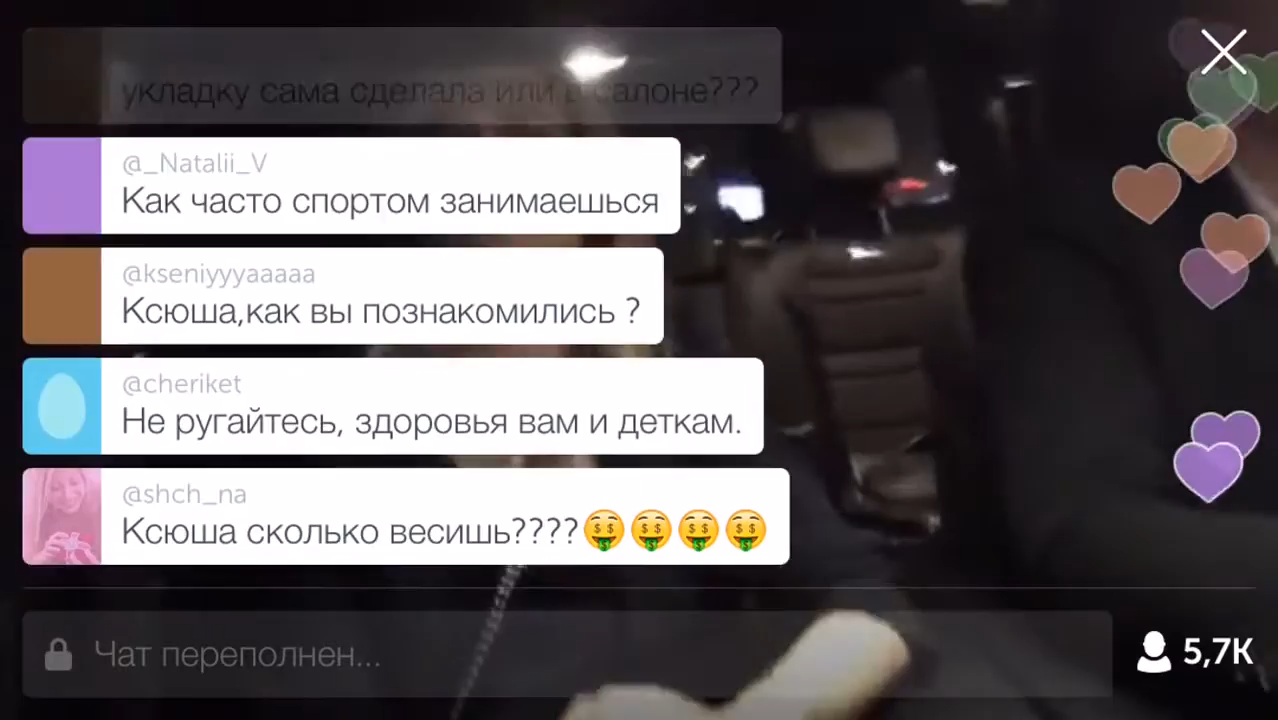 укладку сама сделала или в салоне???
@_Natalii_V
Как часто спортом занимаешься
@kseniyyyaaaaa
Ксюша,как вы познакомились ?
@cheriket
Не ругайтесь, здоровья вам и деткам.
@shch_na
Ксюша сколько весишь????🤑🤑🤑🤑
Чат переполнен...
5,7K